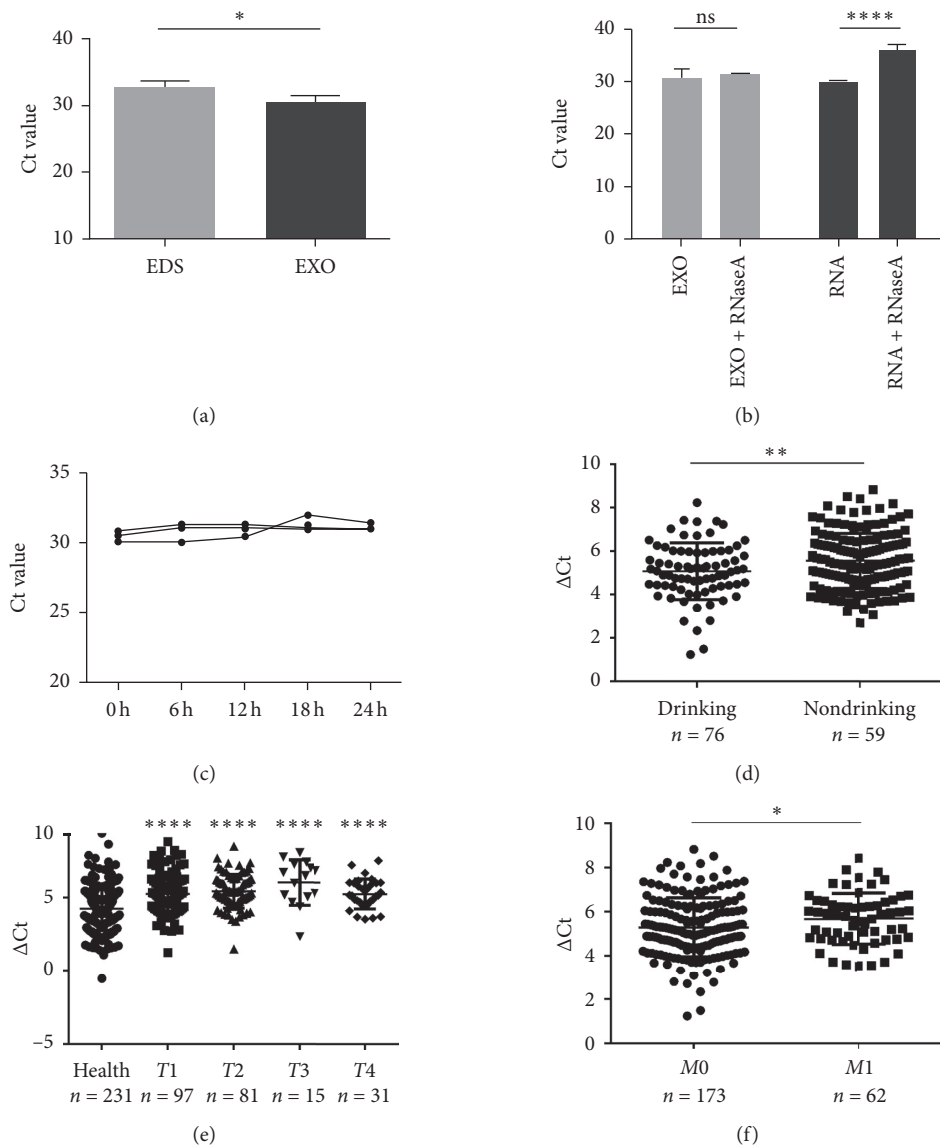 *
40
30
20
10
Ct value
EDS
EXO
(a)
ns
****
40
30
20
10
0
Ct value
EXO
EXO + RNaseA
RNA
RNA + RNaseA
(b)
35
30
25
20
Ct value
0 h
6 h
12 h
18 h
24 h
(c)
**
10
8
6
4
2
0
ΔCt
Drinking
n = 76
Nondrinking
n = 59
(d)
****
****
****
****
10
5
0
−5
ΔCt
Health
n = 231
T1
n = 97
T2
n = 81
T3
n = 15
T4
n = 31
(e)
*
10
8
6
4
2
0
ΔCt
M0
n = 173
M1
n = 62
(f)